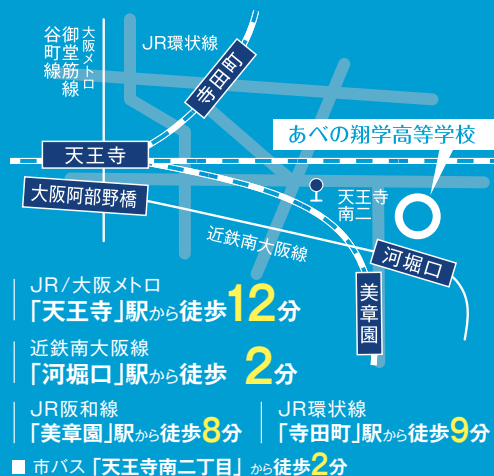 大阪メトロ
御堂筋線
谷町線
JR環状線
寺田町
あべの翔学高等学校
天王寺
大阪阿部野橋
天王寺
南二
近鉄南大阪線
河堀口
美章園
JR/大阪メトロ
「天王寺」駅から徒歩12分
近鉄南大阪線
「河堀口」駅から徒歩 2分
JR阪和線
「美章園」駅から徒歩8分
JR環状線
「寺田町」駅から徒歩9分
■ 市バス「天王寺南二丁目」から徒歩2分